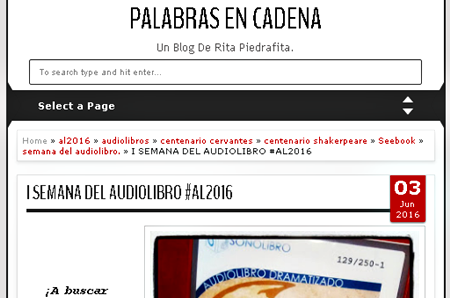 PALABRAS EN CADENA
Un Blog De Rita Piedrafita.
To search type and hit enter...
Select a Page
Home » al2016 » audiolibros » centenario cervantes » centenario shakerpeare » Seebook »
semana del audiolibro. » I SEMANA DEL AUDIOLIBRO #AL2016
I SEMANA DEL AUDIOLIBRO #AL2016
03
Jun
2016
SONOLIBRO
129/250-1
AUDIOLIBRO DRAMATIZADO
¡A buscar